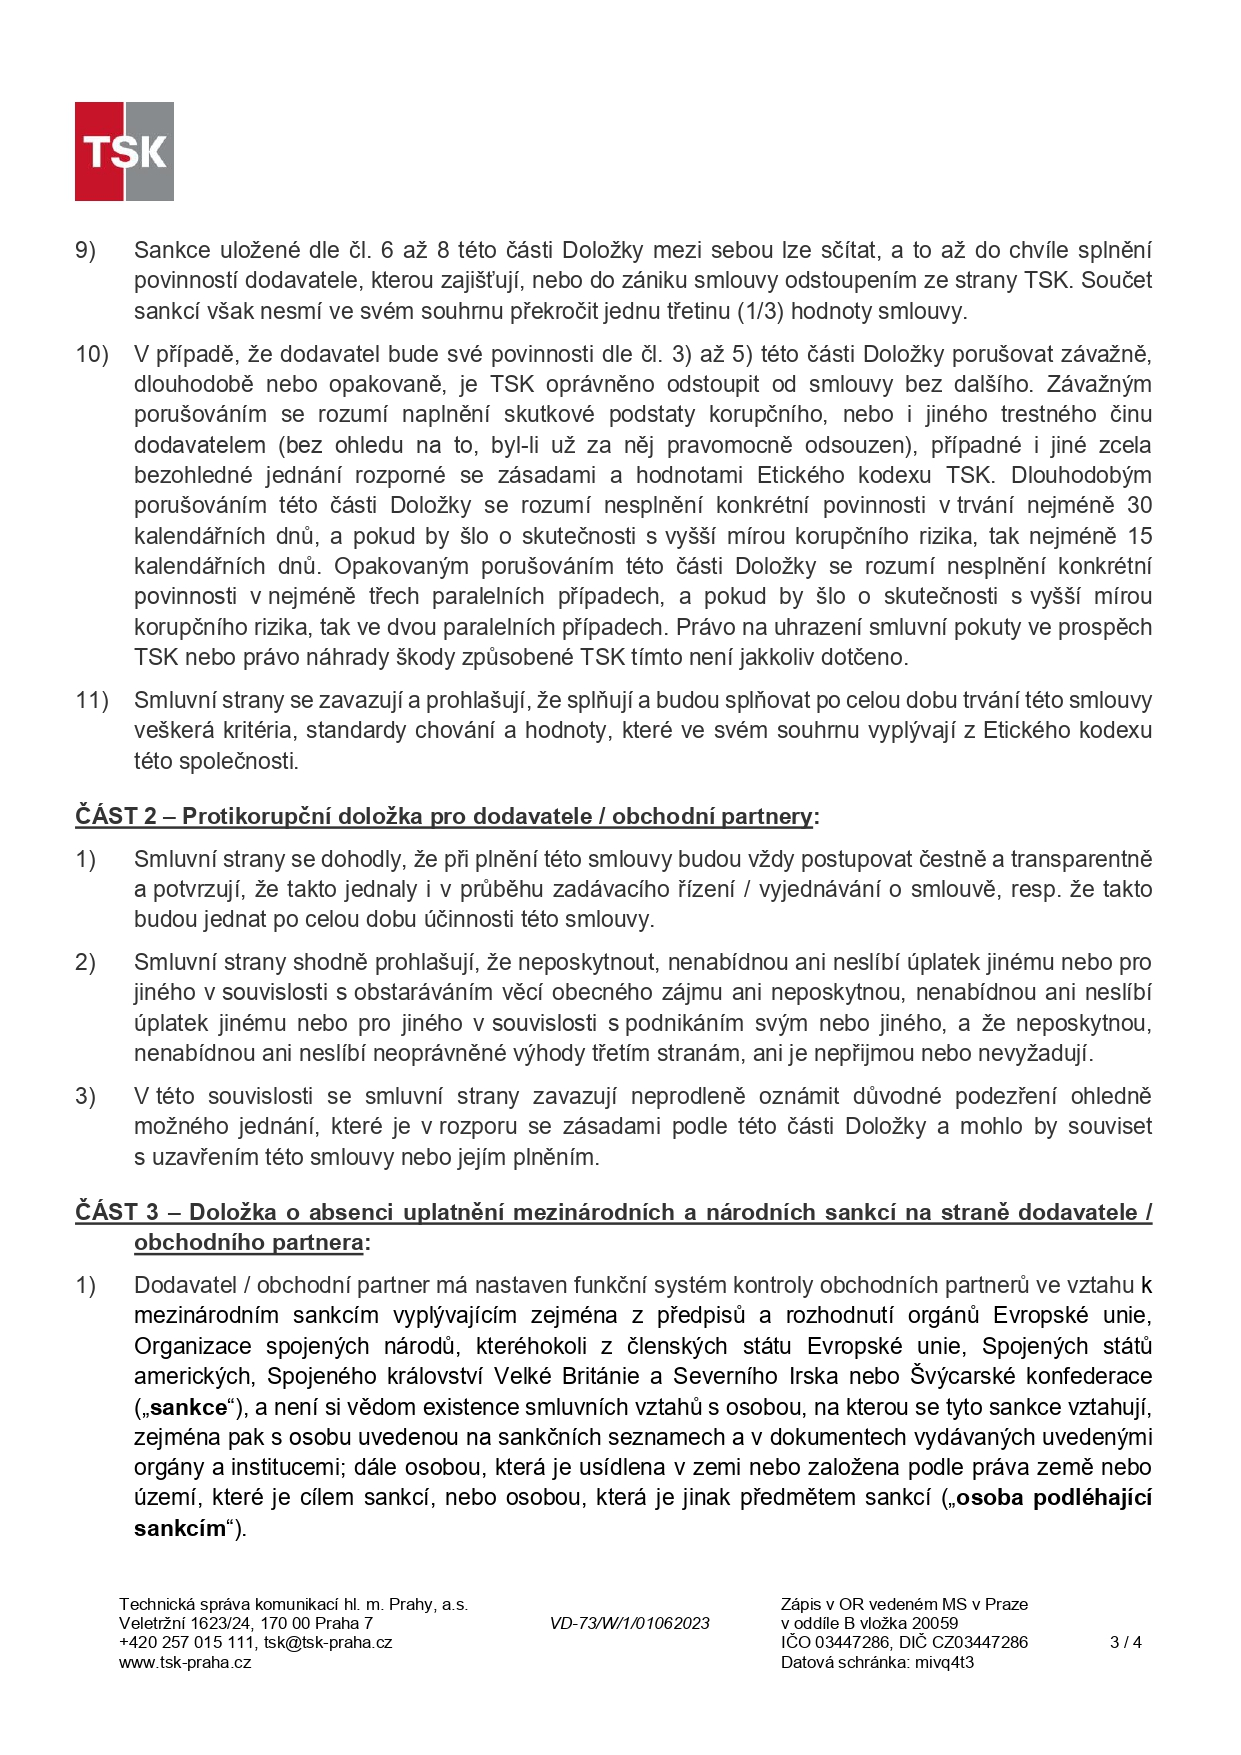 TSK
9) Sankce uložené dle čl. 6 až 8 této části Doložky mezi sebou lze sčítat, a to až do chvíle splnění
povinností dodavatele, kterou zajišťují, nebo do zániku smlouvy odstoupením ze strany TSK. Součet
sankcí však nesmí ve svém souhrnu překročit jednu třetinu (1/3) hodnoty smlouvy.
10) V případě, že dodavatel bude své povinnosti dle čl. 3) až 5) této části Doložky porušovat závažně,
dlouhodobě nebo opakovaně, je TSK oprávněno odstoupit od smlouvy bez dalšího. Závažným
porušováním se rozumí naplnění skutkové podstaty korupčního, nebo i jiného trestného činu
dodavatelem (bez ohledu na to, byl-li už za něj pravomocně odsouzen), případné i jiné zcela
bezohledné jednání rozporné se zásadami a hodnotami Etického kodexu TSK. Dlouhodobým
porušováním této části Doložky se rozumí nesplnění konkrétní povinnosti v trvání nejméně 30
kalendářních dnů, a pokud by šlo o skutečnosti s vyšší mírou korupčního rizika, tak nejméně 15
kalendářních dnů. Opakovaným porušováním této části Doložky se rozumí nesplnění konkrétní
povinnosti v nejméně třech paralelních případech, a pokud by šlo o skutečnosti s vyšší mírou
korupčního rizika, tak ve dvou paralelních případech. Právo na uhrazení smluvní pokuty ve prospěch
TSK nebo právo náhrady škody způsobené TSK tímto není jakkoliv dotčeno.
11) Smluvní strany se zavazují a prohlašují, že splňují a budou splňovat po celou dobu trvání této smlouvy
veškerá kritéria, standardy chování a hodnoty, které ve svém souhrnu vyplývají z Etického kodexu
této společnosti.
ČÁST 2 – Protikorupční doložka pro dodavatele / obchodní partnery:
1) Smluvní strany se dohodly, že při plnění této smlouvy budou vždy postupovat čestně a transparentně
a potvrzují, že takto jednaly i v průběhu zadávacího řízení / vyjednávání o smlouvě, resp. že takto
budou jednat po celou dobu účinnosti této smlouvy.
2) Smluvní strany shodně prohlašují, že neposkytnout, nenabídnou ani neslíbí úplatek jinému nebo pro
jiného v souvislosti s obstaráváním věcí obecného zájmu ani neposkytnou, nenabídnou ani neslíbí
úplatek jinému nebo pro jiného v souvislosti s podnikáním svým nebo jiného, a že neposkytnou,
nenabídnou ani neslíbí neoprávněné výhody třetím stranám, ani je nepřijmou nebo nevyžadují.
3) V této souvislosti se smluvní strany zavazují neprodleně oznámit důvodné podezření ohledně
možného jednání, které je v rozporu se zásadami podle této části Doložky a mohlo by souviset
s uzavřením této smlouvy nebo jejím plněním.
ČÁST 3 – Doložka o absenci uplatnění mezinárodních a národních sankcí na straně dodavatele /
obchodního partnera:
1) Dodavatel / obchodní partner má nastaven funkční systém kontroly obchodních partnerů ve vztahu k
mezinárodním sankcím vyplývajícím zejména z předpisů a rozhodnutí orgánů Evropské unie,
Organizace spojených národů, kteréhokoli z členských státu Evropské unie, Spojených států
amerických, Spojeného království Velké Británie a Severního Irska nebo Švýcarské konfederace
(„sankce“), a není si vědom existence smluvních vztahů s osobou, na kterou se tyto sankce vztahují,
zejména pak s osobu uvedenou na sankčních seznamech a v dokumentech vydávaných uvedenými
orgány a institucemi; dále osobou, která je usídlena v zemi nebo založena podle práva země nebo
území, které je cílem sankcí, nebo osobou, která je jinak předmětem sankcí („osoba podléhající
sankcím“).
Technická správa komunikací hl. m. Prahy, a.s.
Veletržní 1623/24, 170 00 Praha 7
+420 257 015 111, tsk@tsk-praha.cz
www.tsk-praha.cz
VD-73/W/1/01062023
Zápis v OR vedeném MS v Praze
v oddíle B vložka 20059
IČO 03447286, DIČ CZ03447286
Datová schránka: mivq4t3
3 / 4